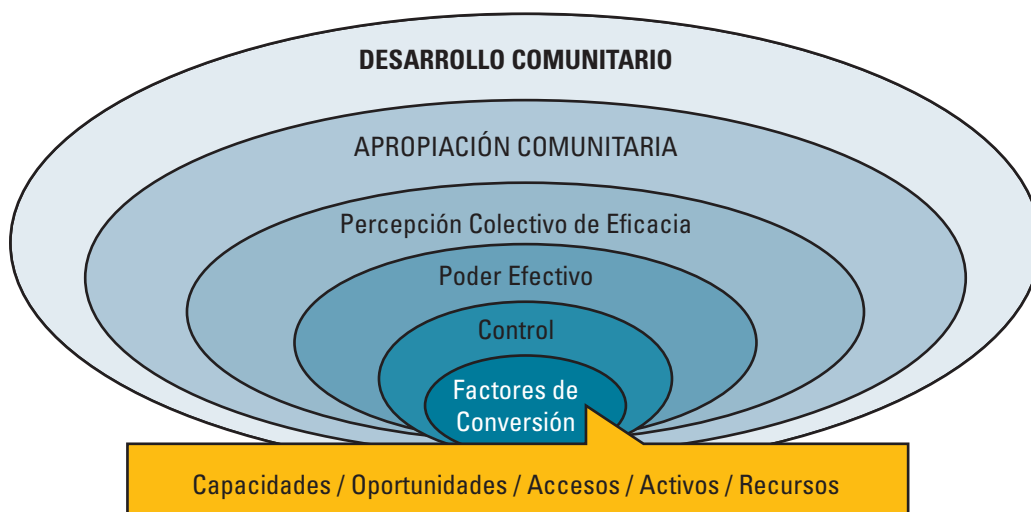 DESARROLLO COMUNITARIO
APROPIACIÓN COMUNITARIA
Percepción Colectivo de Eficacia
Poder Efectivo
Control
Factores de
Conversión
Capacidades / Oportunidades / Accesos / Activos / Recursos